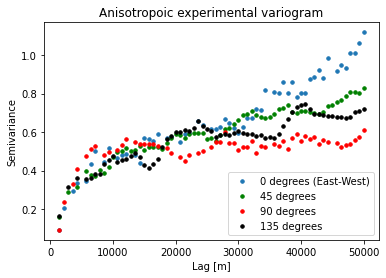 Anisotropoic experimental variogram
Semivariance
1.0
0.8
0.6
0.4
0.2
0 degrees (East-West)
45 degrees
90 degrees
135 degrees
0 10000 20000 30000 40000 50000
Lag [m]